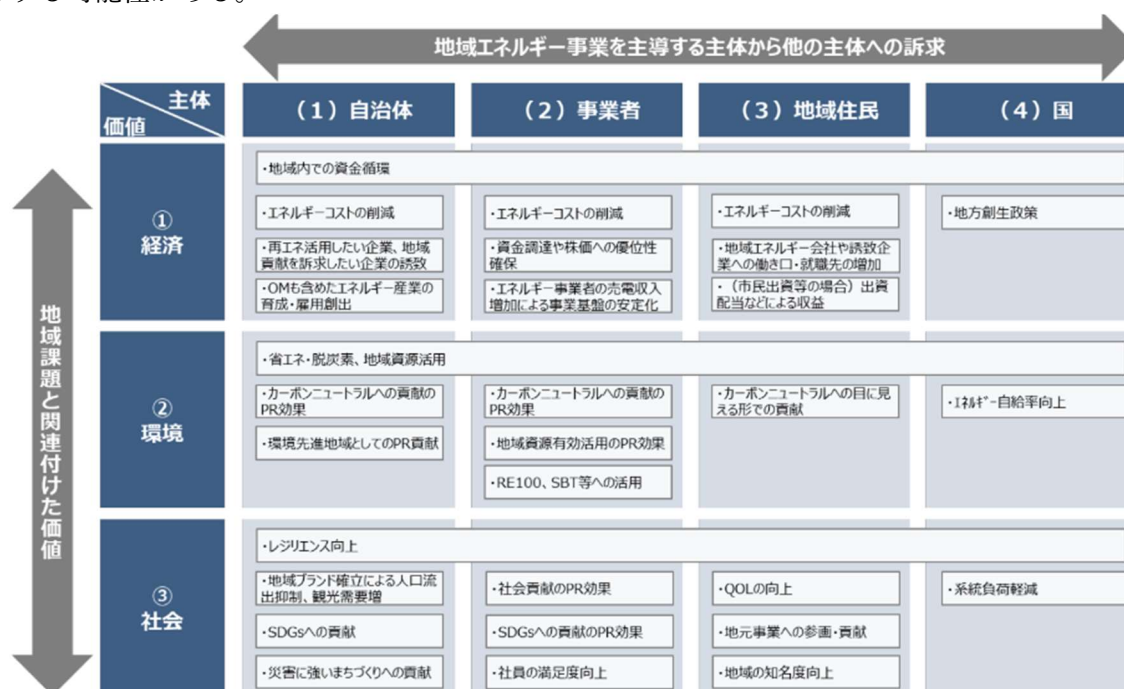 する可能性がある。
地域エネルギー事業を主導する主体から他の主体への訴求
主体
価値
（1）自治体
（2）事業者
（3）地域住民
（4）国
地域課題と関連付けた価値
①
経済
・地域内での資金循環
・エネルギーコストの削減
・再エネ活用したい企業、地域
貢献を訴求したい企業の誘致
・OMも含めたエネルギー産業の
育成・雇用創出
・エネルギーコストの削減
・資金調達や株価への優位性
確保
・エネルギー事業者の売電収入
増加による事業基盤の安定化
・エネルギーコストの削減
・地域エネルギー会社や誘致企
業への働き口・就職先の増加
・（市民出資等の場合）出資
配当などによる収益
・地方創生政策
②
環境
・省エネ・脱炭素、地域資源活用
・カーボンニュートラルへの貢献の
PR効果
・環境先進地域としてのPR貢献
・カーボンニュートラルへの貢献の
PR効果
・地域資源有効活用のPR効果
・RE100、SBT等への活用
・カーボンニュートラルへの目に見
える形での貢献
・ｴﾈﾙｷﾞｰ自給率向上
③
社会
・レジリエンス向上
・地域ブランド確立による人口流
出抑制、観光需要増
・SDGsへの貢献
・災害に強いまちづくりへの貢献
・社会貢献のPR効果
・SDGsへの貢献のPR効果
・社員の満足度向上
・QOLの向上
・地元事業への参画・貢献
・地域の知名度向上
・系統負荷軽減